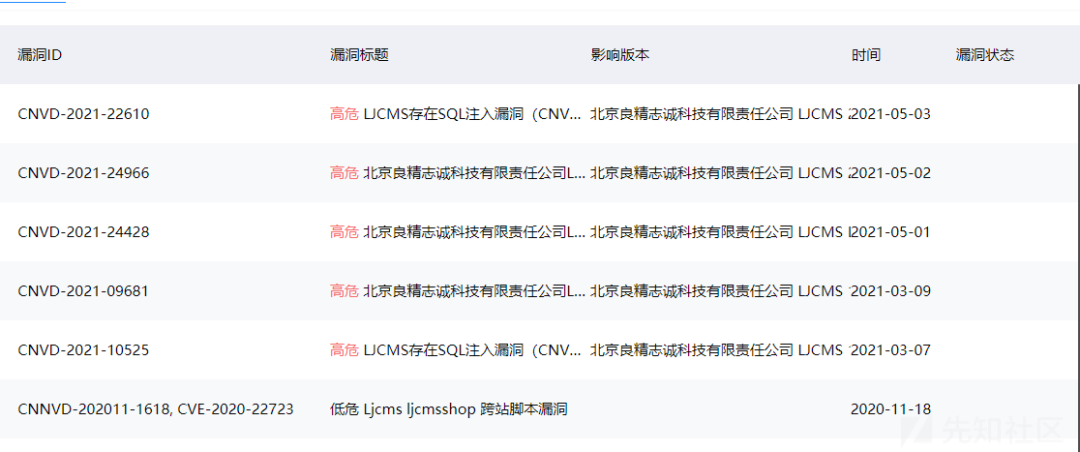 漏洞ID 漏洞标题 影响版本 时间 漏洞状态
CNVD-2021-22610 高危 LJCMS存在SQL注入漏洞（CNV... 北京良精志诚科技有限责任公司 LJCMS 2021-05-03
CNVD-2021-24966 高危 北京良精志诚科技有限责任公司L... 北京良精志诚科技有限责任公司 LJCMS 2021-05-02
CNVD-2021-24428 高危 北京良精志诚科技有限责任公司L... 北京良精志诚科技有限责任公司 LJCMS 2021-05-01
CNVD-2021-09681 高危 北京良精志诚科技有限责任公司L... 北京良精志诚科技有限责任公司 LJCMS 2021-03-09
CNVD-2021-10525 高危 LJCMS存在SQL注入漏洞（CNV... 北京良精志诚科技有限责任公司 LJCMS 2021-03-07
CNNVD-202011-1618, CVE-2020-22723 低危 Ljcms ljcmsshop 跨站脚本漏洞 2020-11-18
先知社区